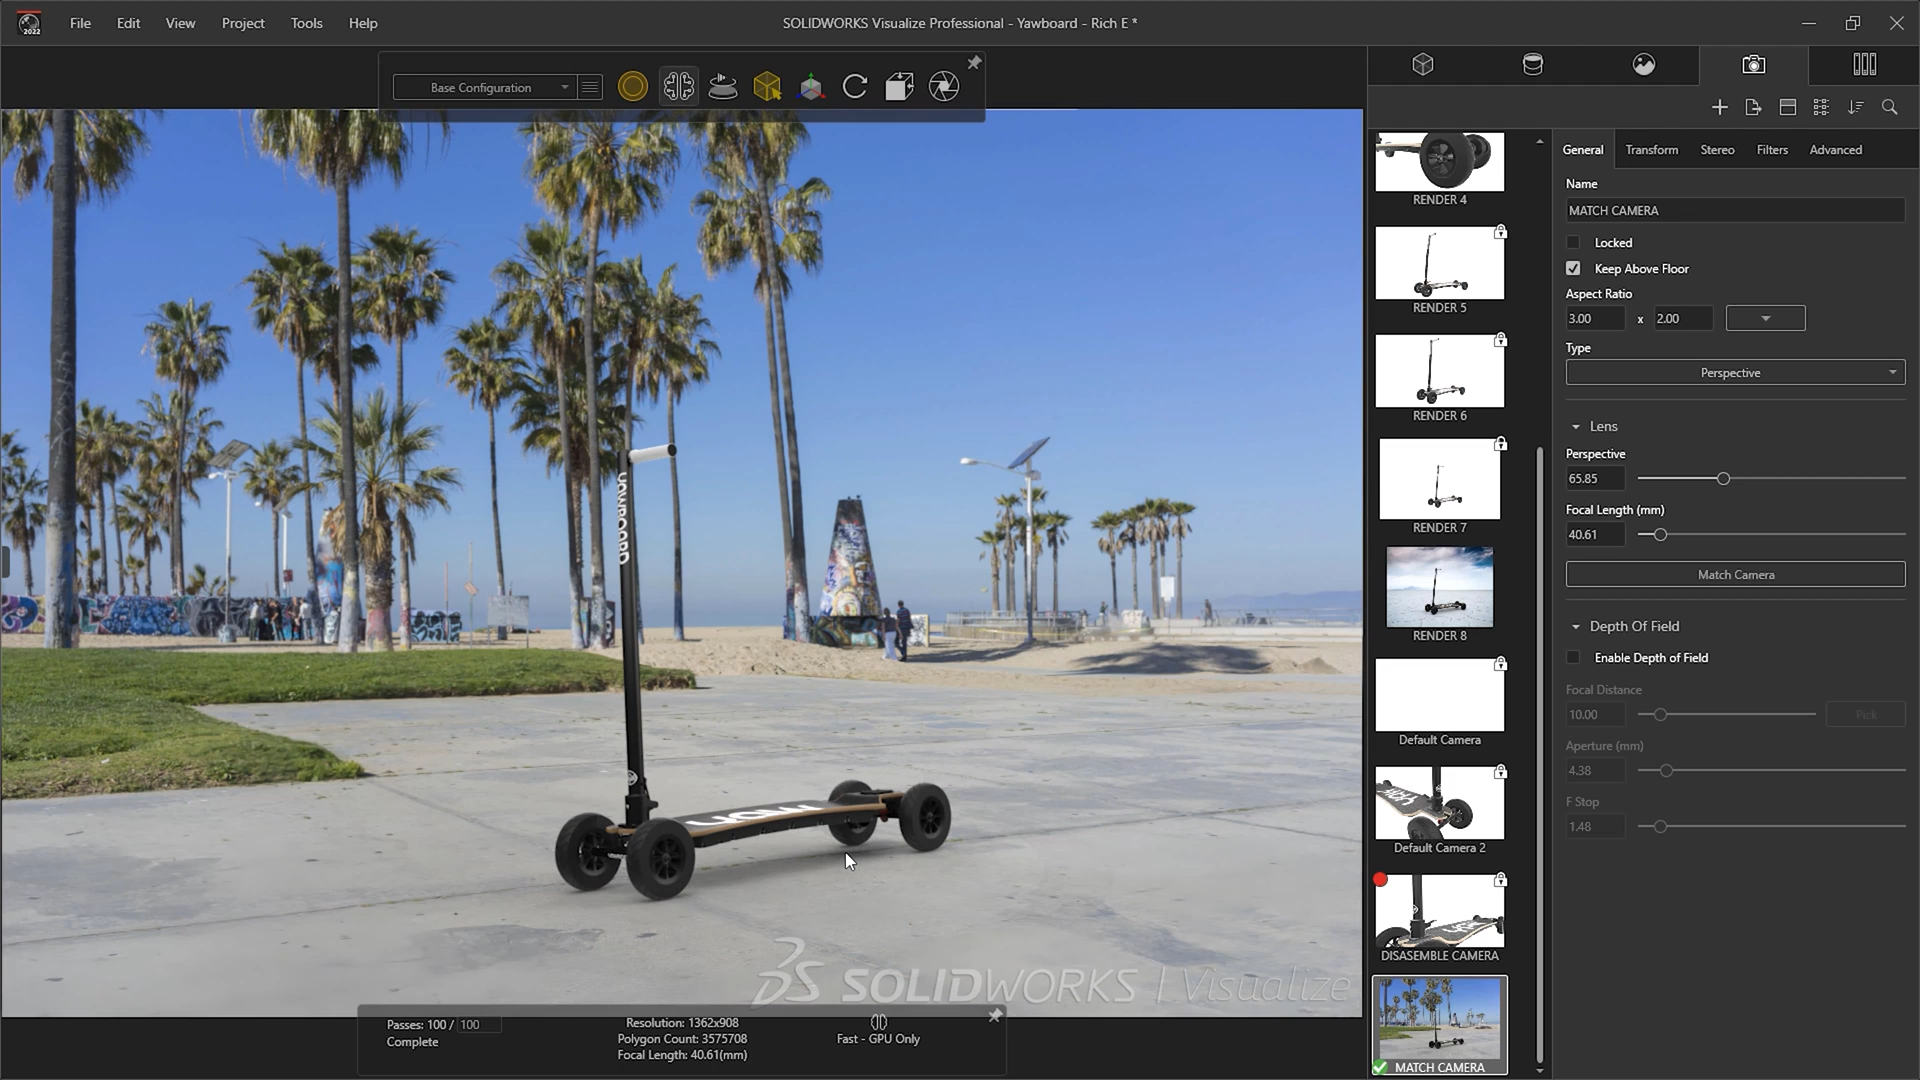 2022
File Edit View Project Tools Help
SOLIDWORKS Visualize Professional - Yawboard - Rich E *
Base Configuration
RENDER 4
RENDER 5
RENDER 6
RENDER 7
RENDER 8
Default Camera
Default Camera 2
DISASEMBLE CAMERA
MATCH CAMERA
General Transform Stereo Filters Advanced
Name
MATCH CAMERA
Locked
Keep Above Floor
Aspect Ratio
3.00 x 2.00
Type
Perspective
Lens
Perspective
65.85
Focal Length (mm)
40.61
Match Camera
Depth Of Field
Enable Depth of Field
Focal Distance
10.00 Pick
Aperture (mm)
4.38
F Stop
1.48
YAWBOARD
YAW
SOLIDWORKS | Visualize
Passes: 100 / 100
Complete
Resolution: 1362x908
Polygon Count: 3575708
Focal Length: 40.61(mm)
Fast - GPU Only